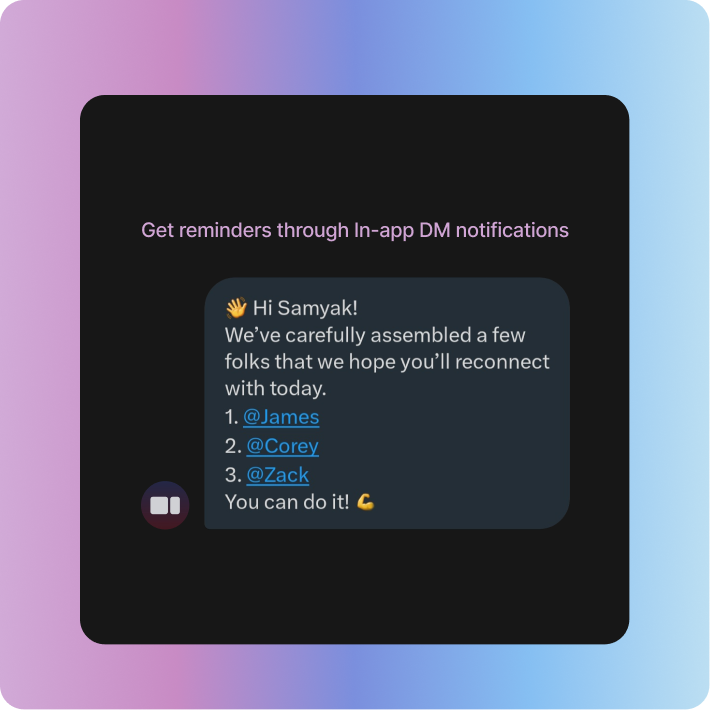 Get reminders through In-app DM notifications
👋 Hi Samyak!
We’ve carefully assembled a few
folks that we hope you’ll reconnect
with today.
1. @James
2. @Corey
3. @Zack
You can do it! 💪